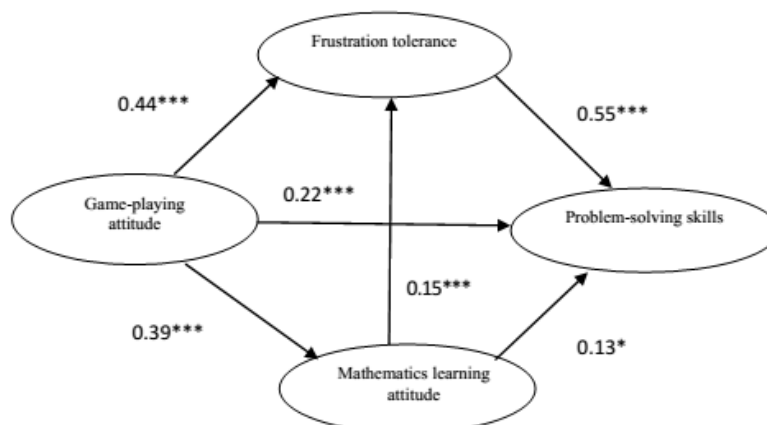 Frustration tolerance
0.44***
0.55***
Game-playing
attitude
0.22***
Problem-solving skills
0.15***
0.39***
0.13*
Mathematics learning
attitude